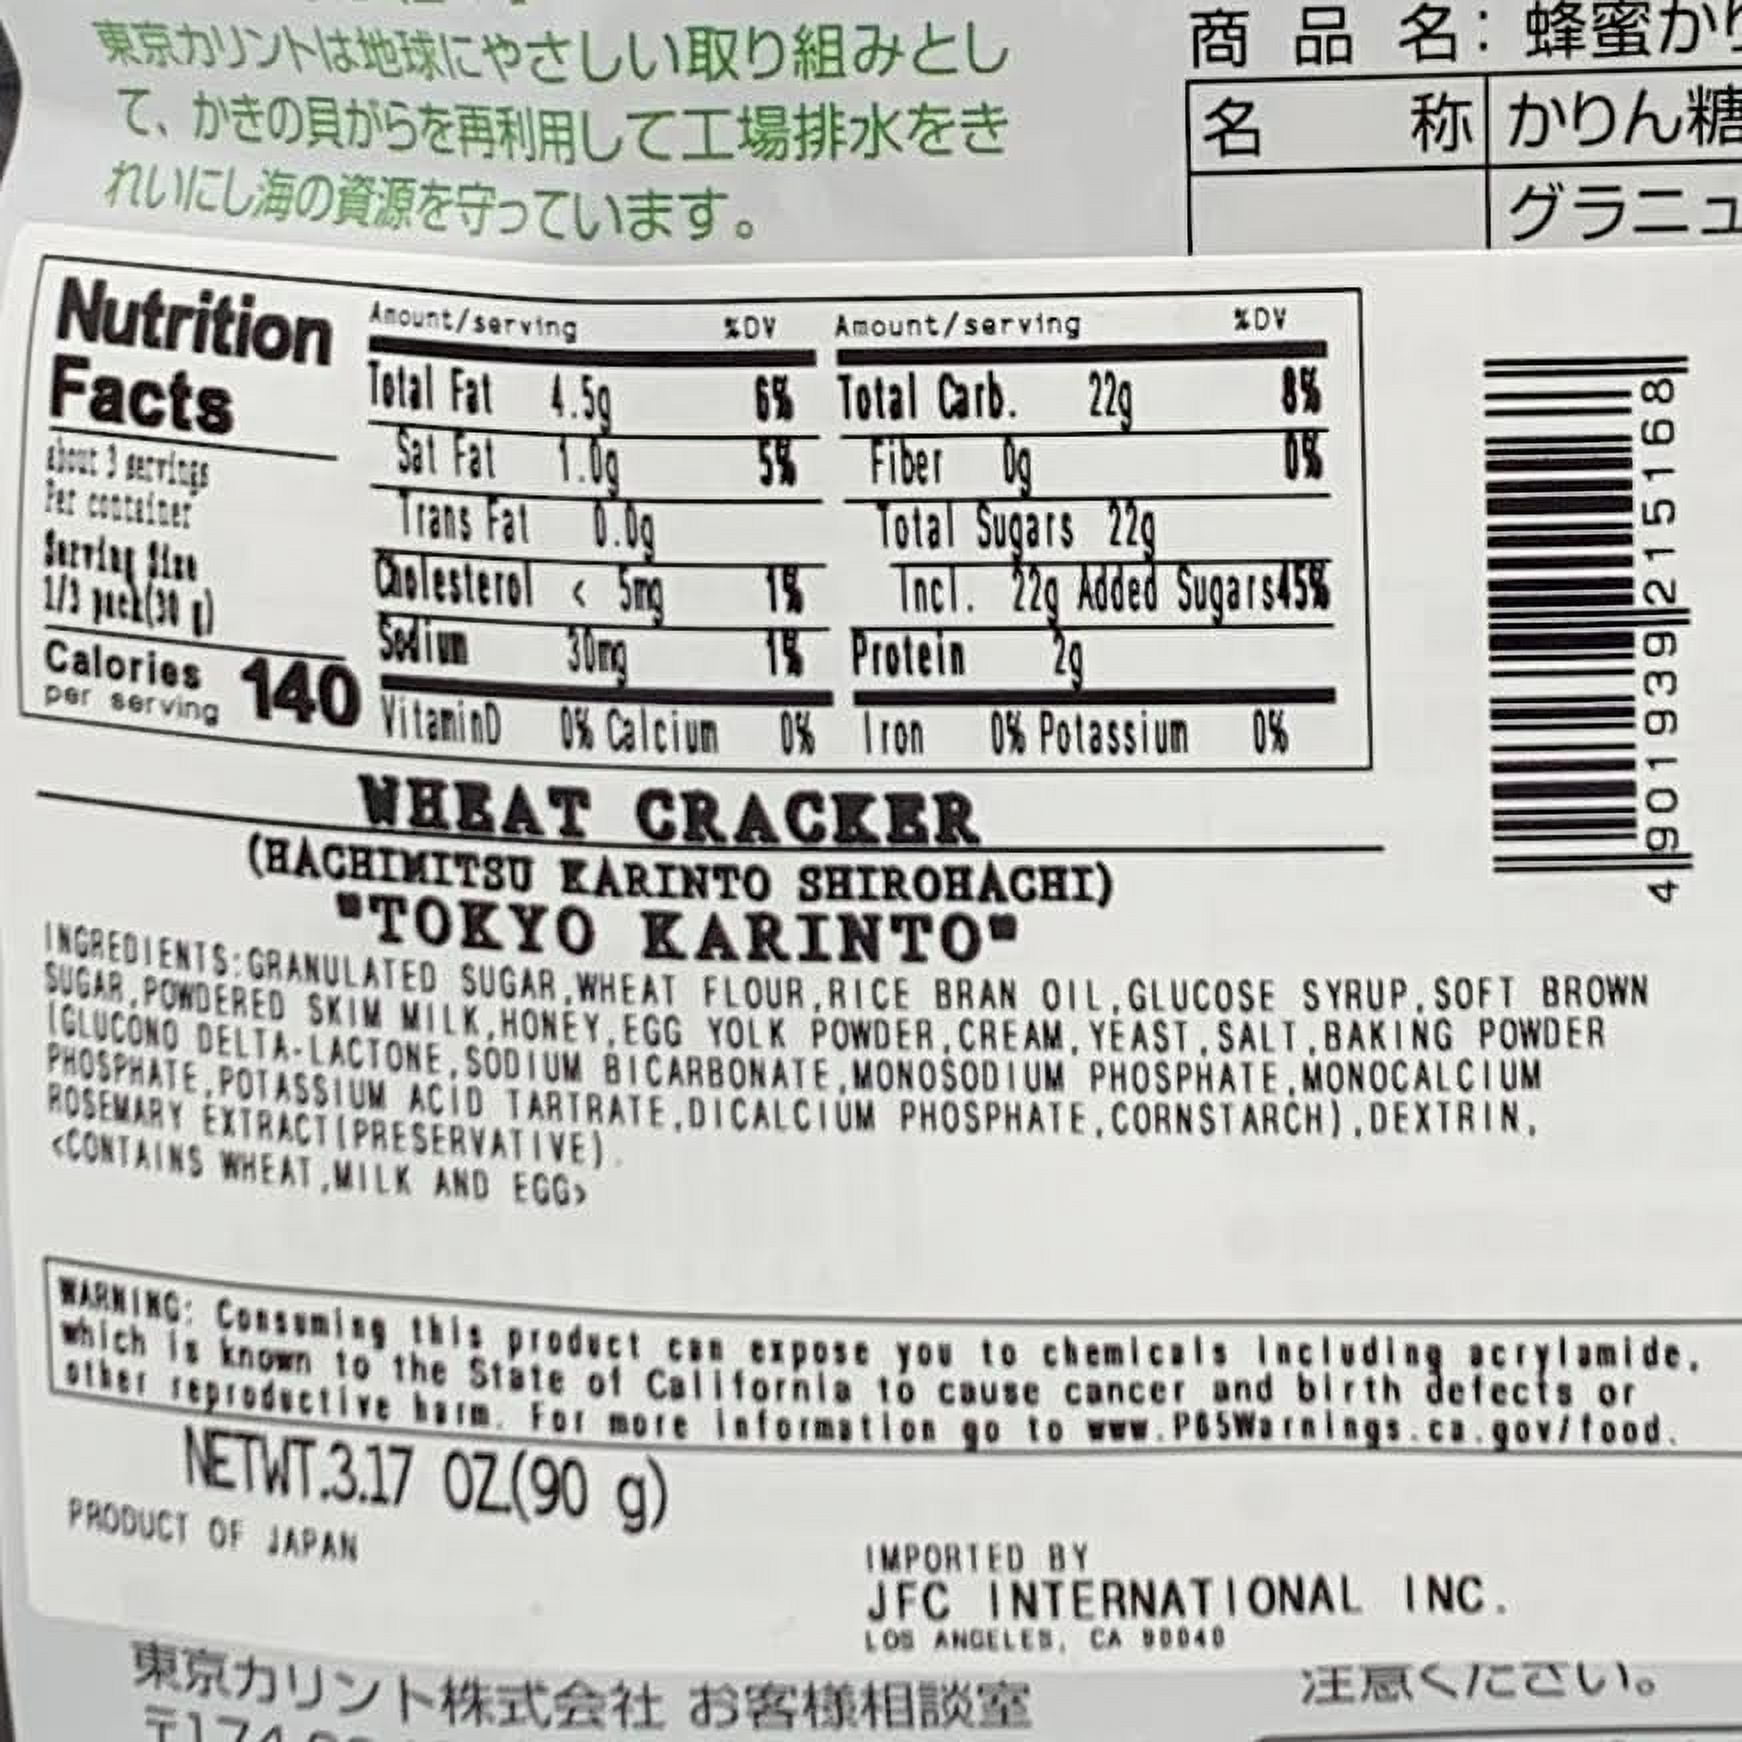 東京カリントは地球にやさしい取り組みとし
て、かきの貝がらを再利用して工場排水をき
れいにし海の資源を守っています。
商品名: 蜂蜜かり
名 称 かりん糖
グラニュ
Nutrition
Facts
about 3 servings
Per container
Serving Size
1/3 pack(30 g)
Calories
per serving 140
Amount/serving %DV
Total Fat 4.5g 6%
Sat Fat 1.0g 5%
Trans Fat 0.0g
Cholesterol < 5mg 1%
Sodium 30mg 1%
Amount/serving %DV
Total Carb. 22g 8%
Fiber 0g 0%
Total Sugars 22g
Incl. 22g Added Sugars45%
Protein 2g
VitaminD 0% Calcium 0% Iron 0% Potassium 0%
4 901939 215168
WHEAT CRACKER
(HACHIMITSU KARINTO SHIROHACHI)
"TOKYO KARINTO"
INGREDIENTS:GRANULATED SUGAR,WHEAT FLOUR,RICE BRAN OIL,GLUCOSE SYRUP,SOFT BROWN
SUGAR,POWDERED SKIM MILK,HONEY,EGG YOLK POWDER,CREAM,YEAST,SALT,BAKING POWDER
(GLUCONO DELTA-LACTONE,SODIUM BICARBONATE,MONOSODIUM PHOSPHATE,MONOCALCIUM
PHOSPHATE,POTASSIUM ACID TARTRATE,DICALCIUM PHOSPHATE,CORNSTARCH),DEXTRIN,
ROSEMARY EXTRACT(PRESERVATIVE).
<CONTAINS WHEAT,MILK AND EGG>
WARNING: Consuming this product can expose you to chemicals including acrylamide,
which is known to the State of California to cause cancer and birth defects or
other reproductive harm. For more information go to www.P65Warnings.ca.gov/food.
NETWT.3.17 OZ.(90 g)
PRODUCT OF JAPAN
IMPORTED BY
JFC INTERNATIONAL INC.
LOS ANGELES, CA 90040
東京カリント株式会社 お客様相談室
注意ください。
〒174